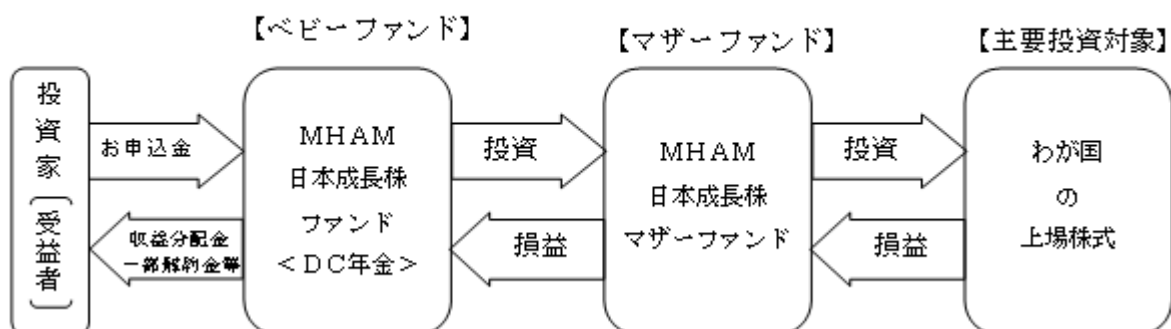 【ベビーファンド】
【マザーファンド】
【主要投資対象】
投資家〔受益者〕
お申込金
収益分配金
一部解約金等
MHAM
日本成長株
ファンド
<DC年金>
投資
損益
MHAM
日本成長株
マザーファンド
投資
損益
わが国
の
上場株式